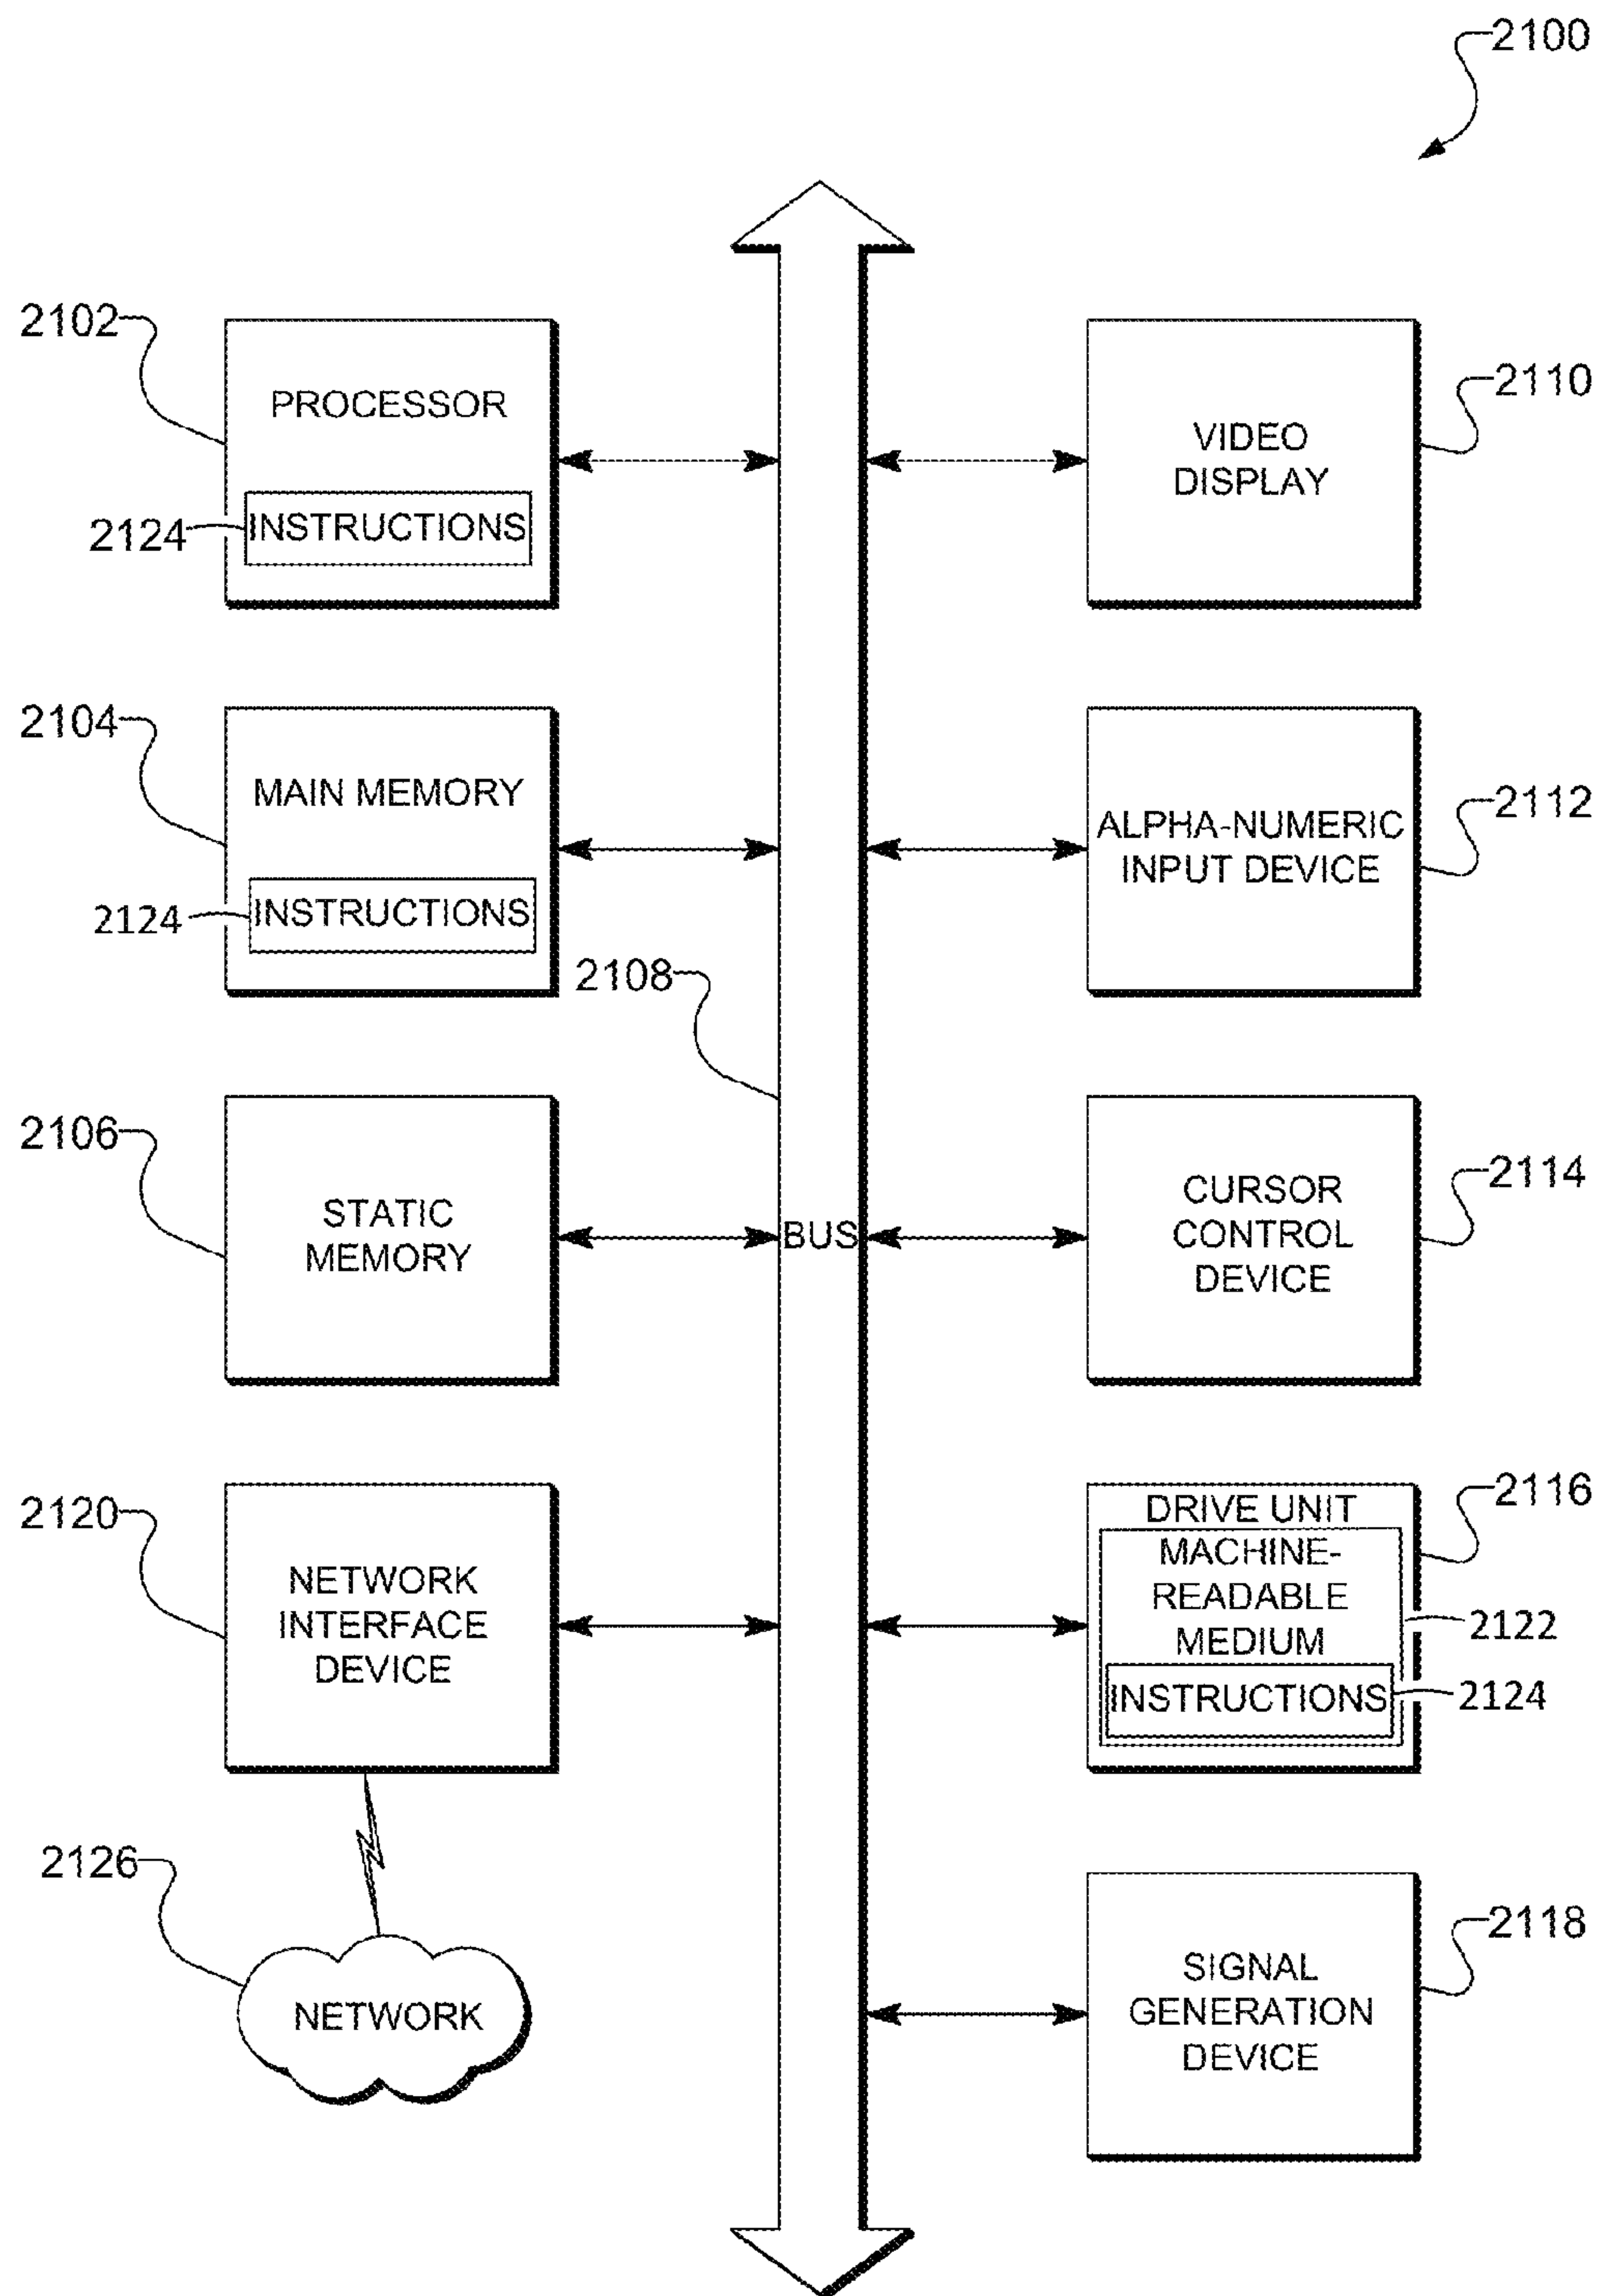 2100
2102
PROCESSOR
2124
INSTRUCTIONS
2110
VIDEO
DISPLAY
2104
MAIN MEMORY
2124
INSTRUCTIONS
2112
ALPHA-NUMERIC
INPUT DEVICE
2108
BUS
2106
STATIC
MEMORY
2114
CURSOR
CONTROL
DEVICE
2120
NETWORK
INTERFACE
DEVICE
2116
DRIVE UNIT
MACHINE-
READABLE
MEDIUM
2122
INSTRUCTIONS
2124
2126
NETWORK
2118
SIGNAL
GENERATION
DEVICE